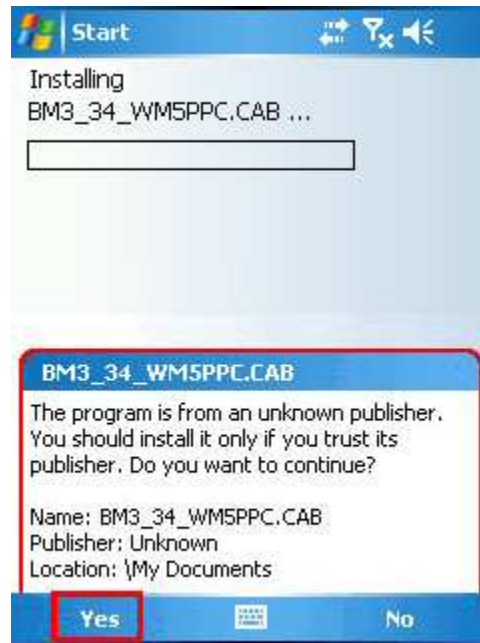 Start
Installing
BM3_34_WM5PPC.CAB ...
BM3_34_WM5PPC.CAB
The program is from an unknown publisher.
You should install it only if you trust its
publisher. Do you want to continue?
Name: BM3_34_WM5PPC.CAB
Publisher: Unknown
Location: \My Documents
Yes
No